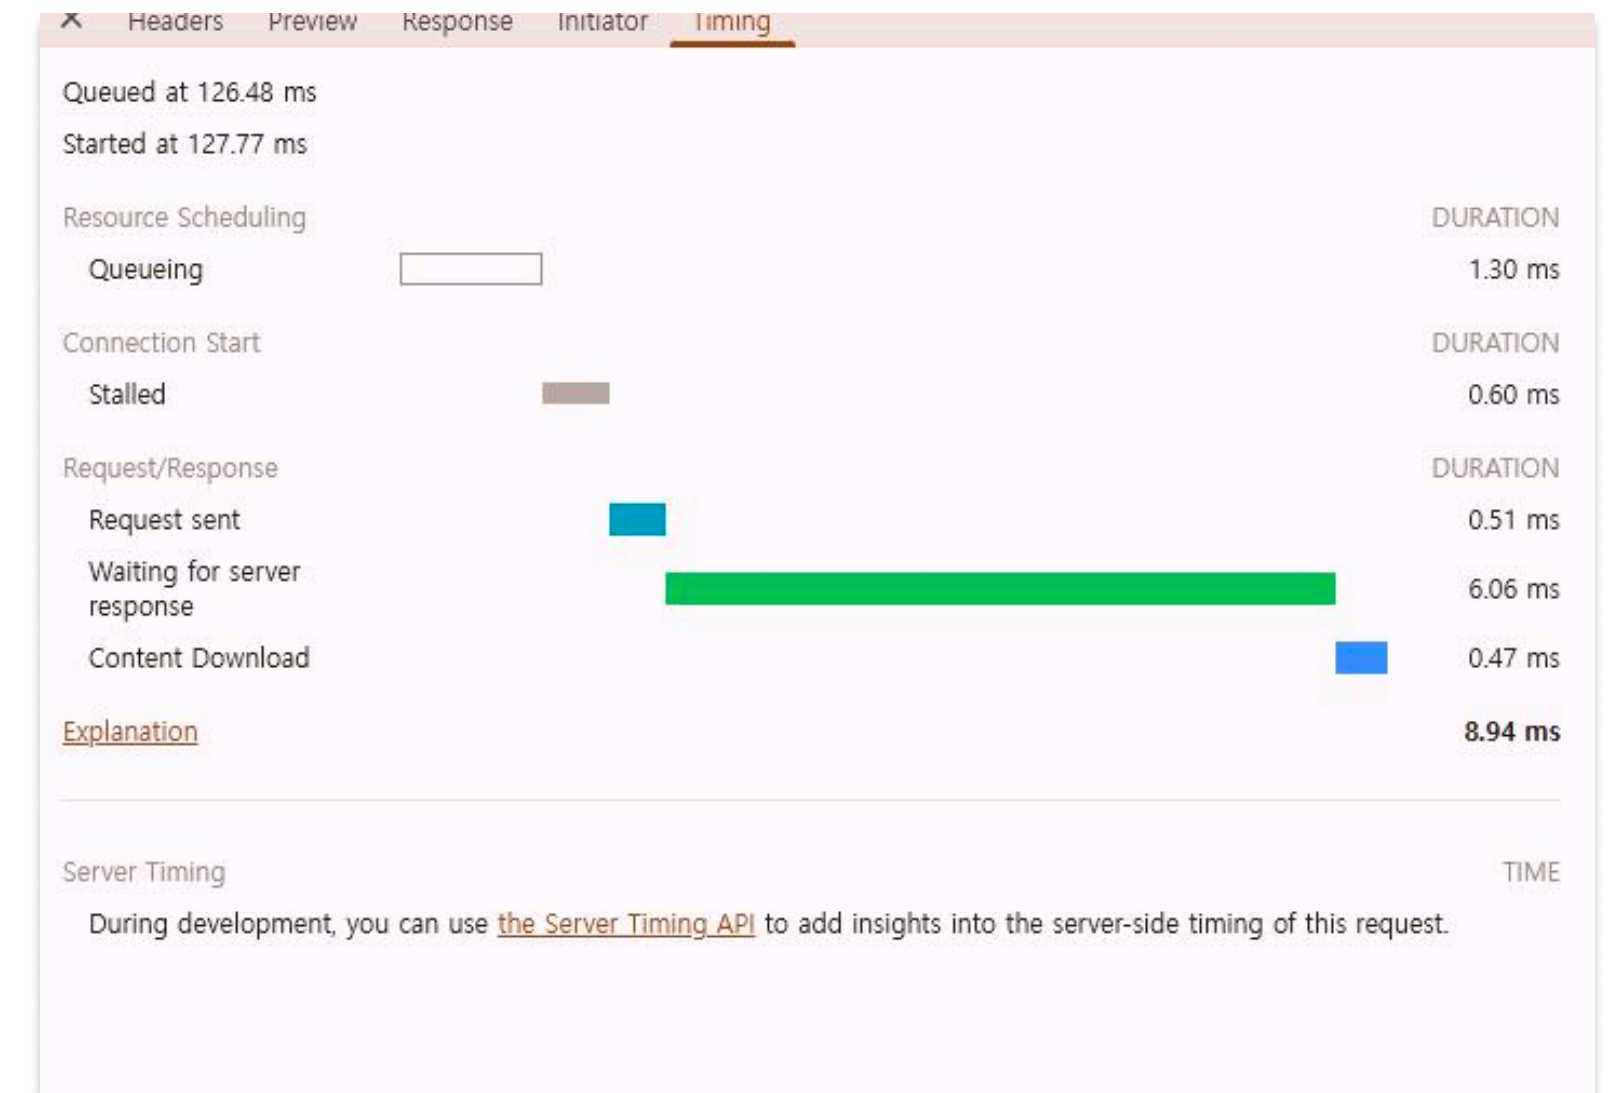 Headers Preview Response Initiator Timing
Queued at 126.48 ms
Started at 127.77 ms
Resource Scheduling DURATION
Queueing 1.30 ms
Connection Start DURATION
Stalled 0.60 ms
Request/Response DURATION
Request sent 0.51 ms
Waiting for server
response 6.06 ms
Content Download 0.47 ms
Explanation 8.94 ms
Server Timing TIME
During development, you can use the Server Timing API to add insights into the server-side timing of this request.